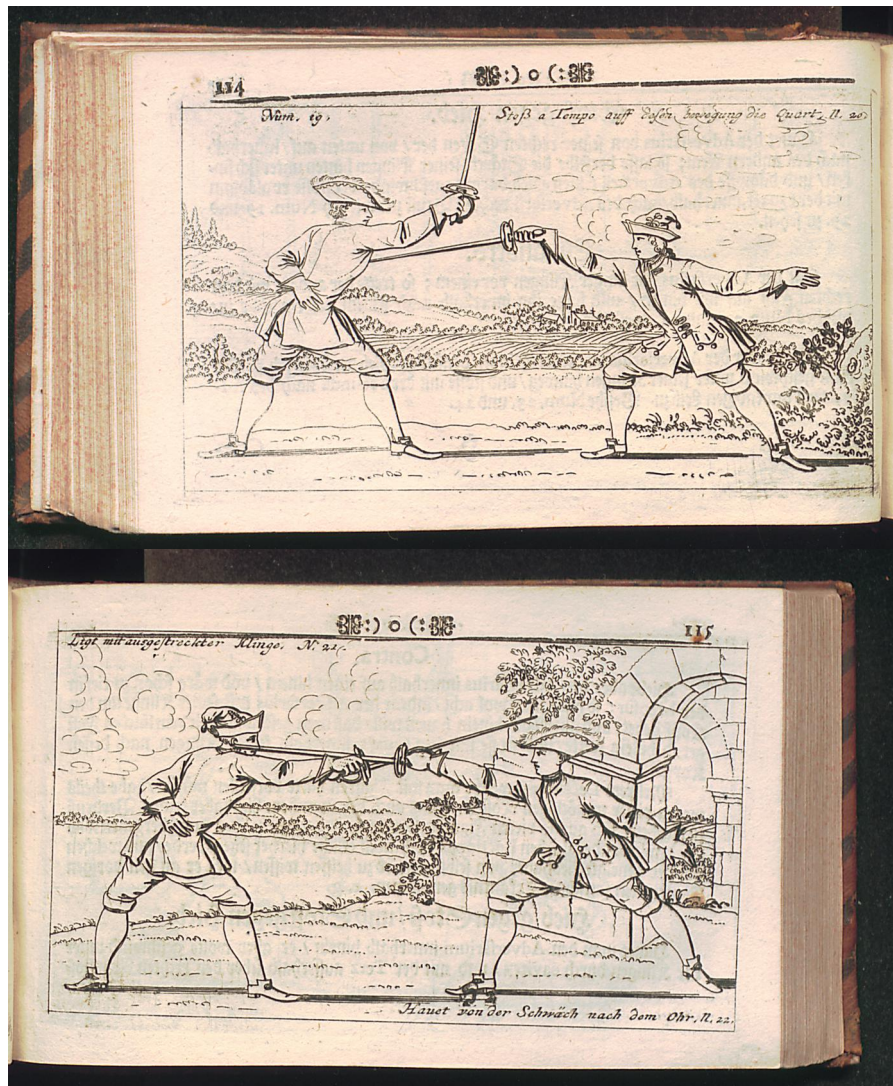 114
:) o (:
Num. 19.
Stoß a Tempo auff deßen bewegung die Quart, N. 20.
:) o (:
115
Ligt mit ausgestreckter Klinge. N. 21.
Hauet von der Schwäch nach dem Ohr, N. 22.